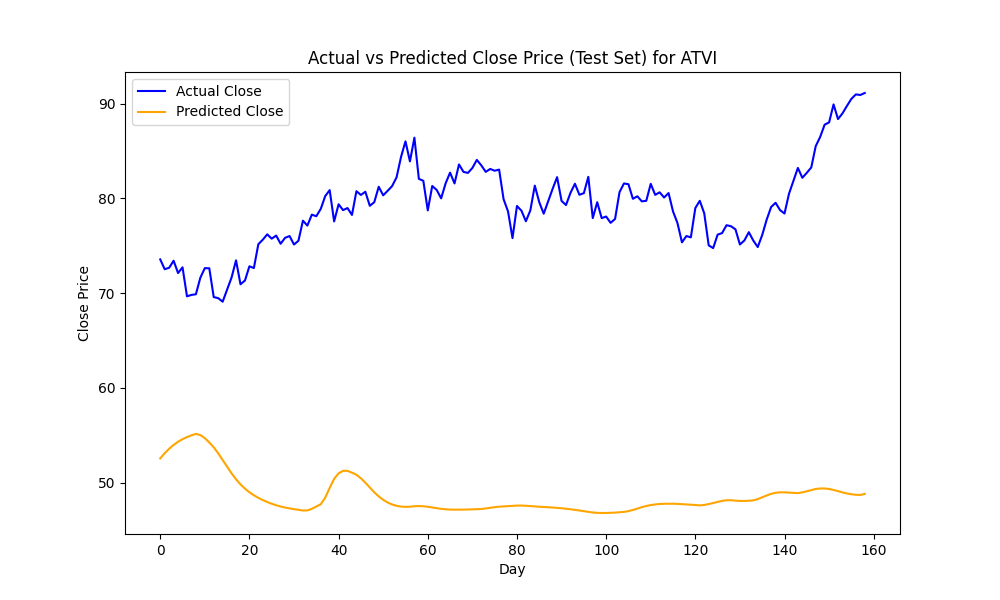 Actual vs Predicted Close Price (Test Set) for ATVI
Actual Close
Predicted Close
90
80
70
60
50
Close Price
0 20 40 60 80 100 120 140 160
Day